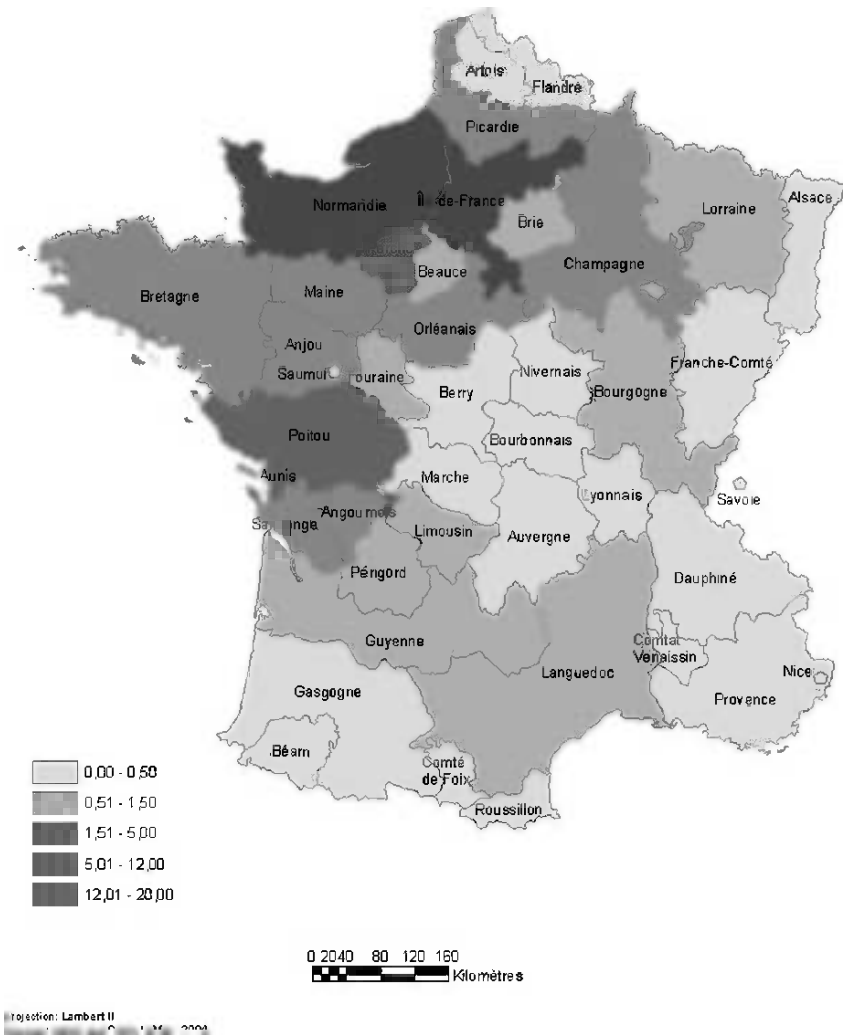 Artois
Flandre
Picardie
Normandie
Île-de-France
Alsace
Lorraine
Brie
Champagne
Beauce
Bretagne
Maine
Orléanais
Anjou
Saumur
Touraine
Nivernais
Franche-Comté
Berry
Bourgogne
Poitou
Bourbonnais
Aunis
Marche
Lyonnais
Savoie
Angoumois
Limousin
Auvergne
Périgord
Dauphiné
Guyenne
Comtat
Venaissin
Languedoc
Nice
Provence
Gasgogne
Béarn
Comté
de Foix
Roussillon
0,00 - 0,50
0,51 - 1,50
1,51 - 5,00
5,01 - 12,00
12,01 - 20,00
0 20 40 80 120 160
Kilomètres
rojection: Lambert II